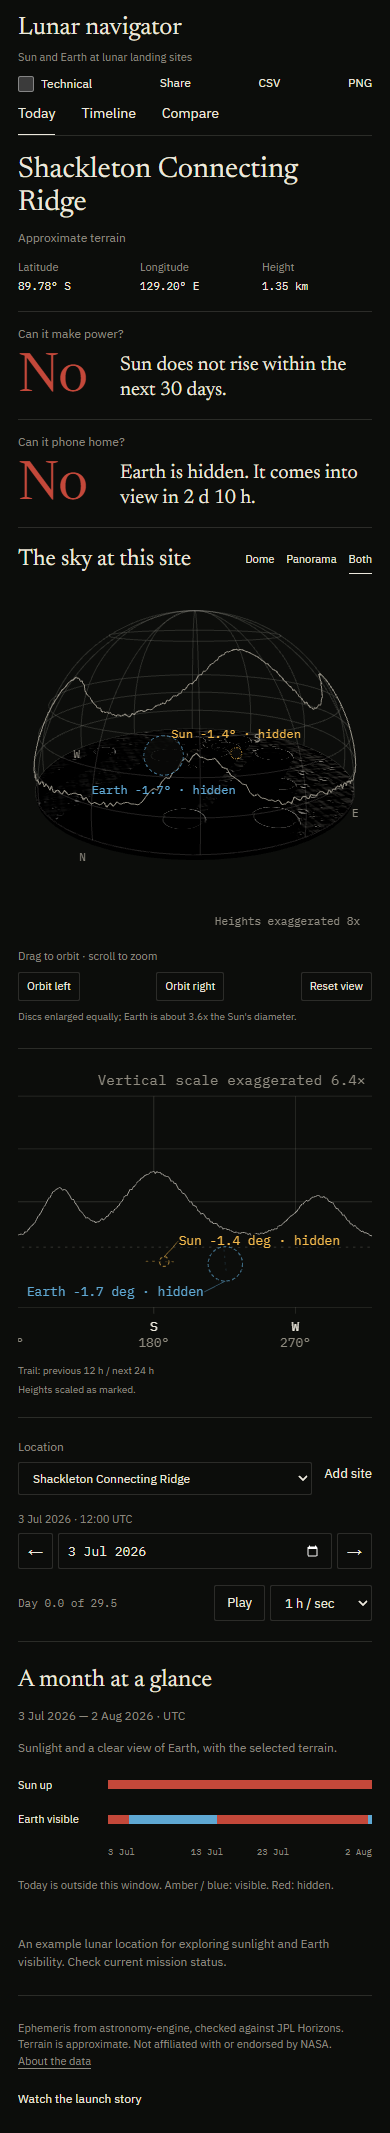 Lunar navigator
Sun and Earth at lunar landing sites
Technical Share CSV PNG
Today Timeline Compare
Shackleton Connecting
Ridge
Approximate terrain
Latitude Longitude Height
89.78° S 129.20° E 1.35 km
Can it make power?
No
Sun does not rise within the
next 30 days.
Can it phone home?
No
Earth is hidden. It comes into
view in 2 d 10 h.
The sky at this site Dome Panorama Both
Sun -1.4° · hidden
W
Earth -1.7° · hidden
E
N
Heights exaggerated 8x
Drag to orbit · scroll to zoom
Orbit left Orbit right Reset view
Discs enlarged equally; Earth is about 3.6x the Sun's diameter.
Vertical scale exaggerated 6.4×
Sun -1.4 deg · hidden
Earth -1.7 deg · hidden
S W
° 180° 270°
Trail: previous 12 h / next 24 h
Heights scaled as marked.
Location
Shackleton Connecting Ridge Add site
3 Jul 2026 · 12:00 UTC
← 3 Jul 2026 →
Day 0.0 of 29.5 Play 1 h / sec
A month at a glance
3 Jul 2026 — 2 Aug 2026 · UTC
Sunlight and a clear view of Earth, with the selected terrain.
Sun up
Earth visible
3 Jul 13 Jul 23 Jul 2 Aug
Today is outside this window. Amber / blue: visible. Red: hidden.
An example lunar location for exploring sunlight and Earth
visibility. Check current mission status.
Ephemeris from astronomy-engine, checked against JPL Horizons.
Terrain is approximate. Not affiliated with or endorsed by NASA.
About the data
Watch the launch story